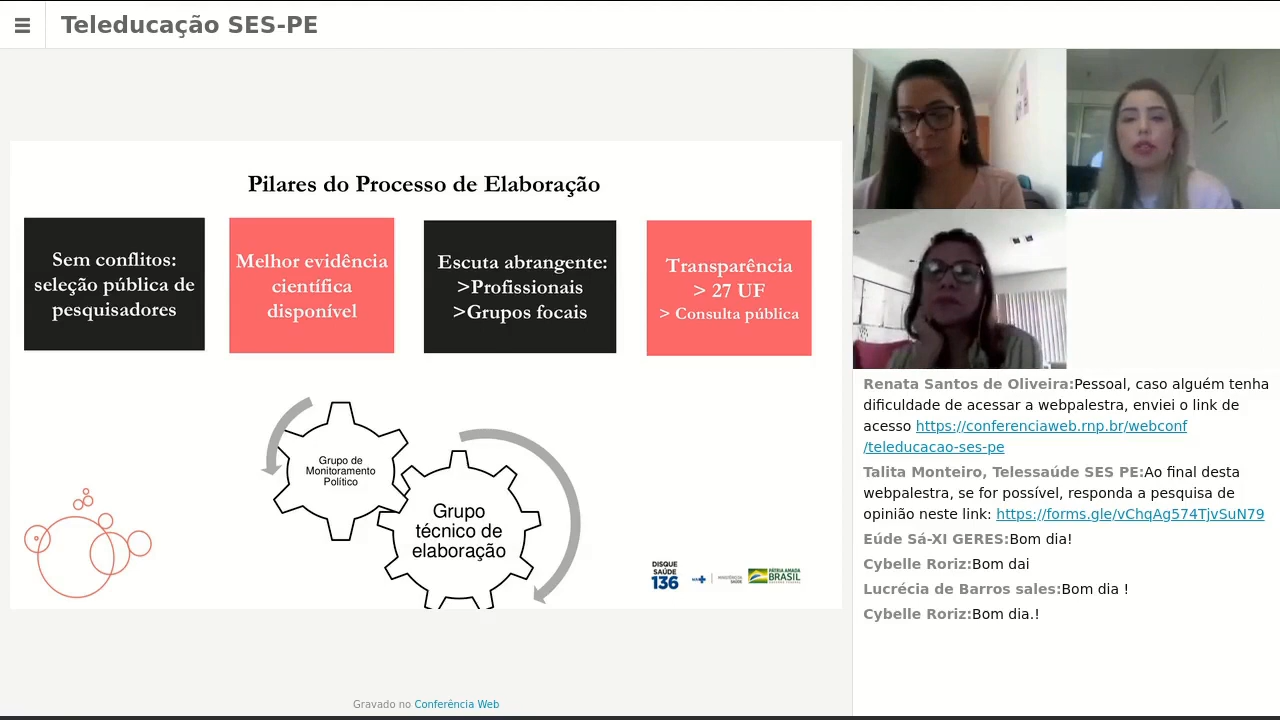 Teleducação SES-PE
Pilares do Processo de Elaboração
Sem conflitos:
seleção pública de
pesquisadores
Melhor evidência
científica
disponível
Escuta abrangente:
>Profissionais
>Grupos focais
Transparência
> 27 UF
> Consulta pública
Grupo de
Monitoramento
Político
Grupo
técnico de
elaboração
DISQUE
SAÚDE
136
PÁTRIA AMADA
BRASIL
Gravado no Conferência Web
Renata Santos de Oliveira:Pessoal, caso alguém tenha
dificuldade de acessar a webpalestra, enviei o link de
acesso https://conferenciaweb.rnp.br/webconf
/teleducacao-ses-pe
Talita Monteiro, Telessaúde SES PE:Ao final desta
webpalestra, se for possível, responda a pesquisa de
opinião neste link: https://forms.gle/vChqAg574TjvSuN79
Eúde Sá-XI GERES:Bom dia!
Cybelle Roriz:Bom dai
Lucrécia de Barros sales:Bom dia !
Cybelle Roriz:Bom dia.!